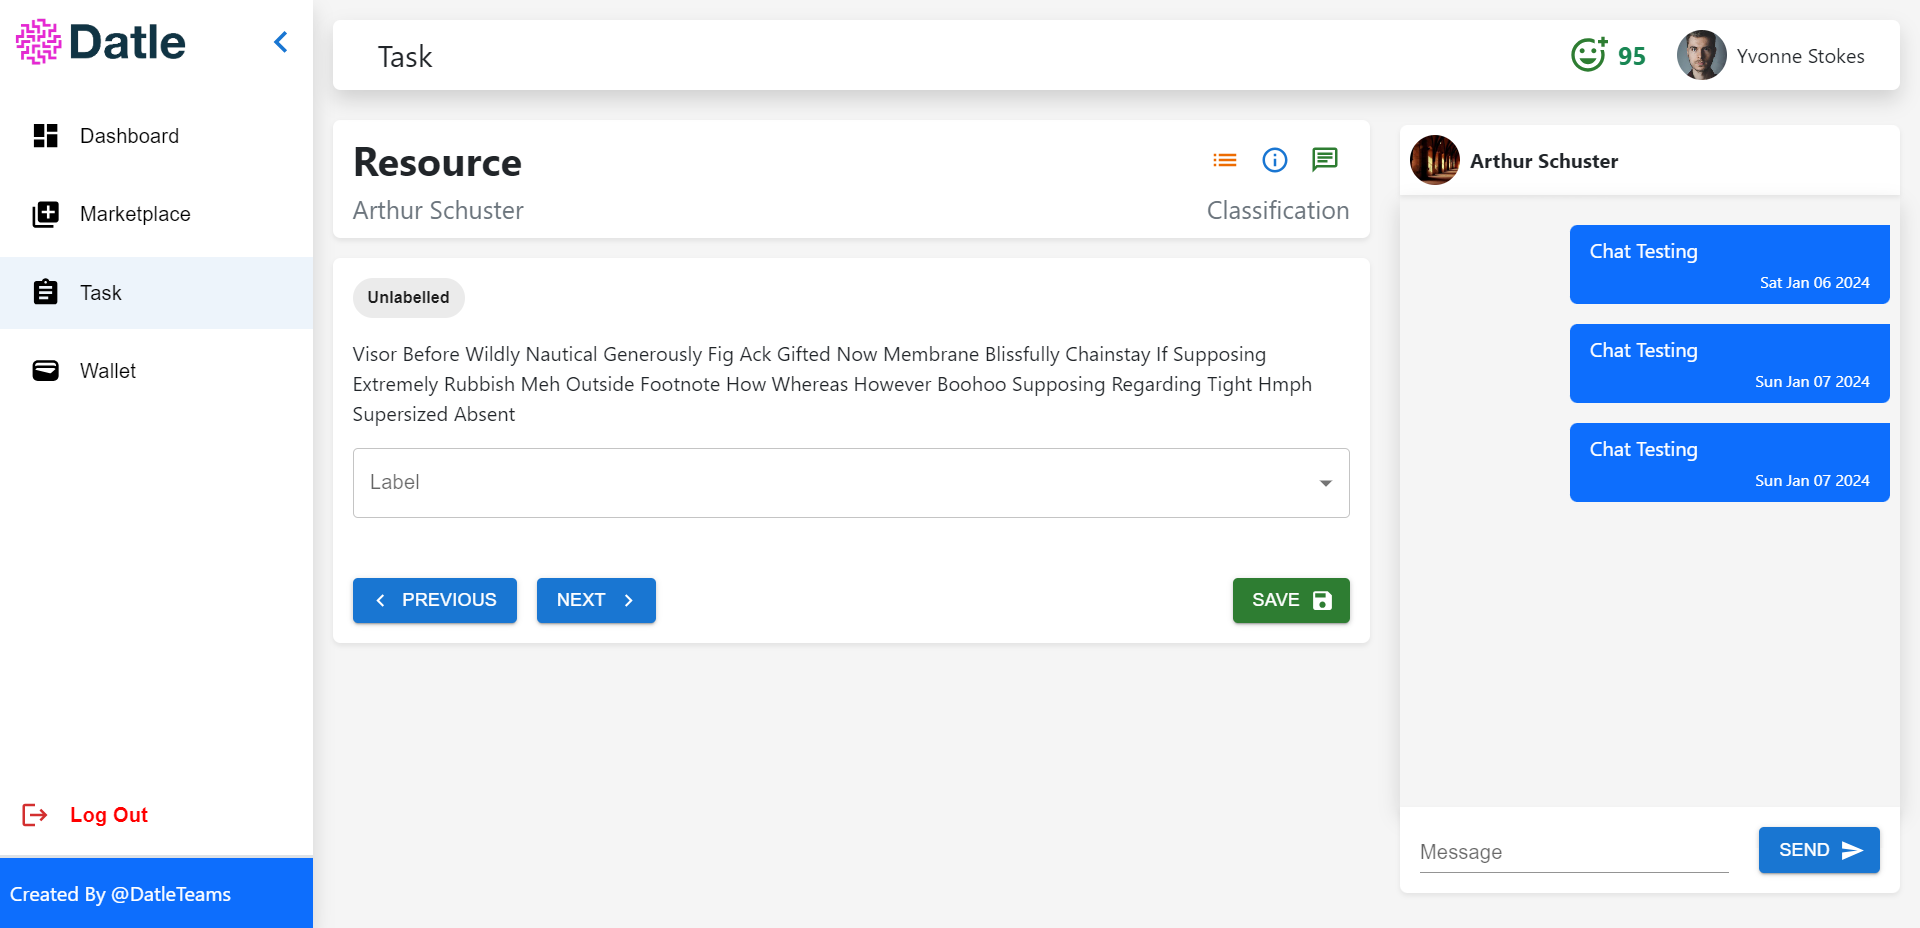 Datle
Dashboard
Marketplace
Task
Wallet
Log Out
Created By @DatleTeams
Task
95
Yvonne Stokes
Resource
Arthur Schuster
Classification
Unlabelled
Visor Before Wildly Nautical Generously Fig Ack Gifted Now Membrane Blissfully Chainstay If Supposing
Extremely Rubbish Meh Outside Footnote How Whereas However Boohoo Supposing Regarding Tight Hmph
Supersized Absent
Label
PREVIOUS
NEXT
SAVE
Arthur Schuster
Chat Testing
Sat Jan 06 2024
Chat Testing
Sun Jan 07 2024
Chat Testing
Sun Jan 07 2024
Message
SEND